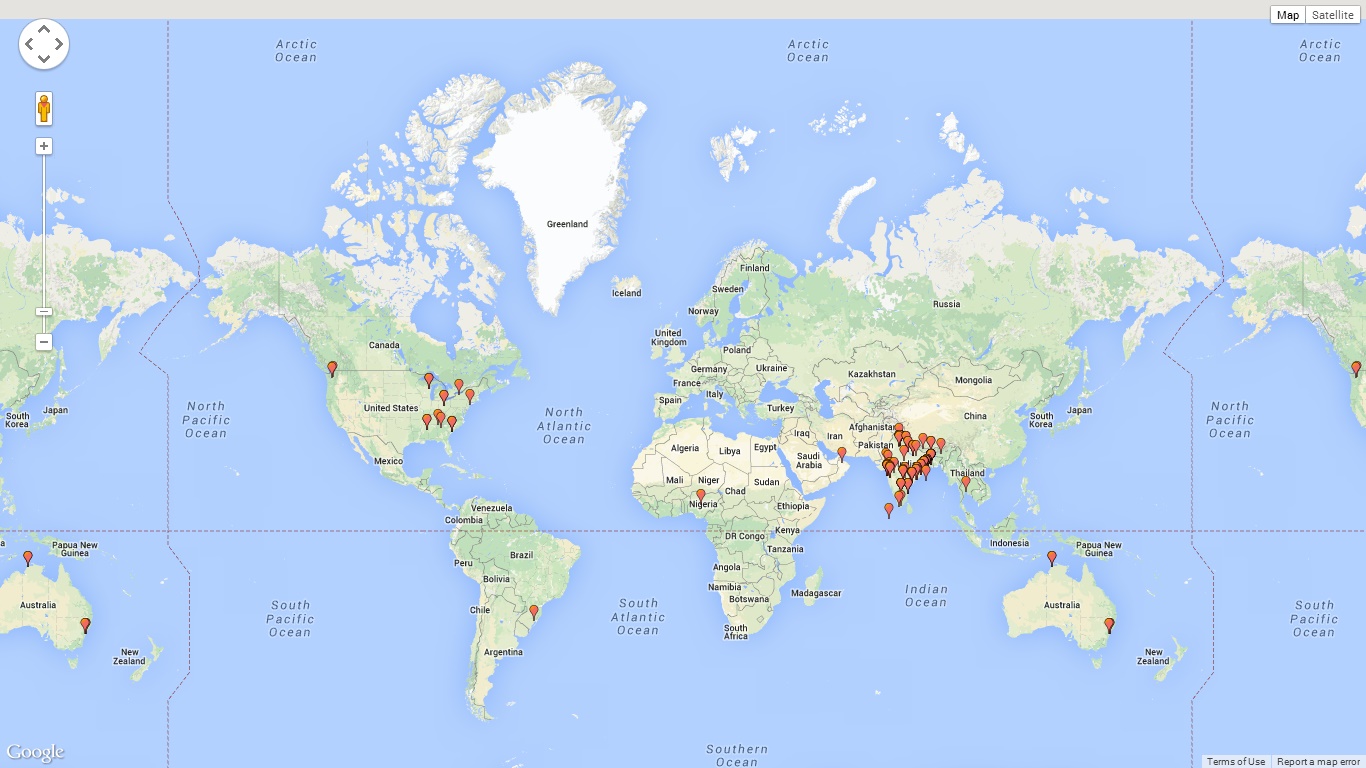 Map
Satellite
Arctic
Ocean
Arctic
Ocean
Arctic
Ocean
Greenland
Finland
Iceland
Sweden
Russia
Norway
United
Kingdom
Canada
Poland
Germany
Ukraine
Kazakhstan
Mongolia
France
Italy
Spain
Turkey
United States
China
South
Korea
Japan
South
Korea
Japan
North
Pacific
Ocean
North
Atlantic
Ocean
North
Pacific
Ocean
Afghanistan
Iraq
Iran
Pakistan
Algeria
Libya
Egypt
Saudi
Arabia
Mexico
Mali
Niger
Chad
Sudan
Thailand
Nigeria
Ethiopia
Venezuela
Colombia
Kenya
DR Congo
Indonesia
Papua New
Guinea
Papua New
Guinea
a
Tanzania
Brazil
Peru
Angola
Bolivia
Namibia
Botswana
Madagascar
Indian
Ocean
Australia
Australia
Chile
South
Pacific
Ocean
South
Atlantic
Ocean
South
Pacific
Ocean
South
Africa
Argentina
New
Zealand
New
Zealand
Southern
Ocean
Google
Terms of Use
Report a map error